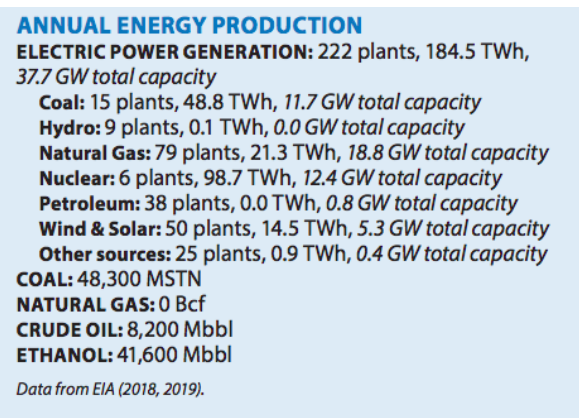 ANNUAL ENERGY PRODUCTION
ELECTRIC POWER GENERATION: 222 plants, 184.5 TWh,
37.7 GW total capacity
Coal: 15 plants, 48.8 TWh, 11.7 GW total capacity
Hydro: 9 plants, 0.1 TWh, 0.0 GW total capacity
Natural Gas: 79 plants, 21.3 TWh, 18.8 GW total capacity
Nuclear: 6 plants, 98.7 TWh, 12.4 GW total capacity
Petroleum: 38 plants, 0.0 TWh, 0.8 GW total capacity
Wind & Solar: 50 plants, 14.5 TWh, 5.3 GW total capacity
Other sources: 25 plants, 0.9 TWh, 0.4 GW total capacity
COAL: 48,300 MSTN
NATURAL GAS: 0 Bcf
CRUDE OIL: 8,200 Mbbl
ETHANOL: 41,600 Mbbl
Data from EIA (2018, 2019).